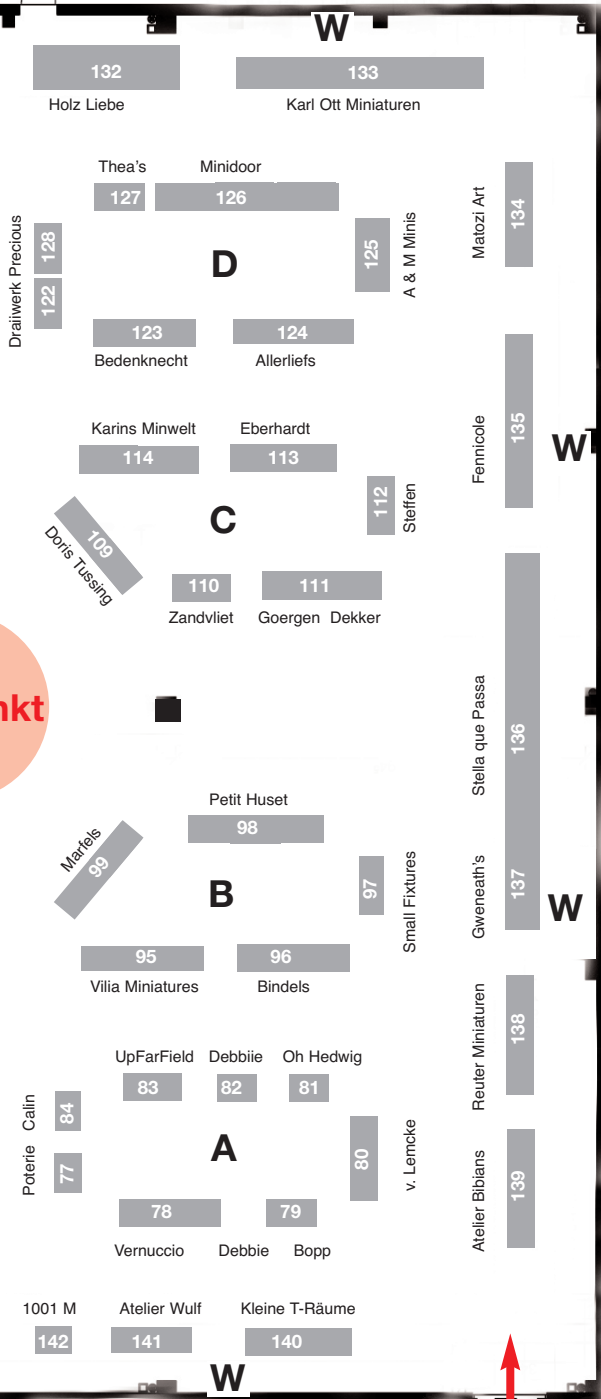 W
132
133
Holz Liebe
Karl Ott Miniaturen
Thea's
Minidoor
127
126
Matozi Art
134
Draiiwerk Precious
128
122
D
125
A & M Minis
123
124
Bedenknecht
Allerliefs
Karins Minwelt
Eberhardt
114
113
Fennicole
135
W
112
Steffen
C
109
Doris Tussing
110
111
Zandvliet
Goergen Dekker
nkt
Stella que Passa
136
Petit Huset
98
Marfels
99
B
97
Small Fixtures
Gweneath's
137
W
95
96
Vilia Miniatures
Bindels
Reuter Miniaturen
138
UpFarField
Debbiie
Oh Hedwig
83
82
81
Calin
84
Poterie
77
A
80
v. Lemcke
Atelier Bibians
139
78
79
Vernuccio
Debbie
Bopp
1001 M
Atelier Wulf
Kleine T-Räume
142
141
140
W